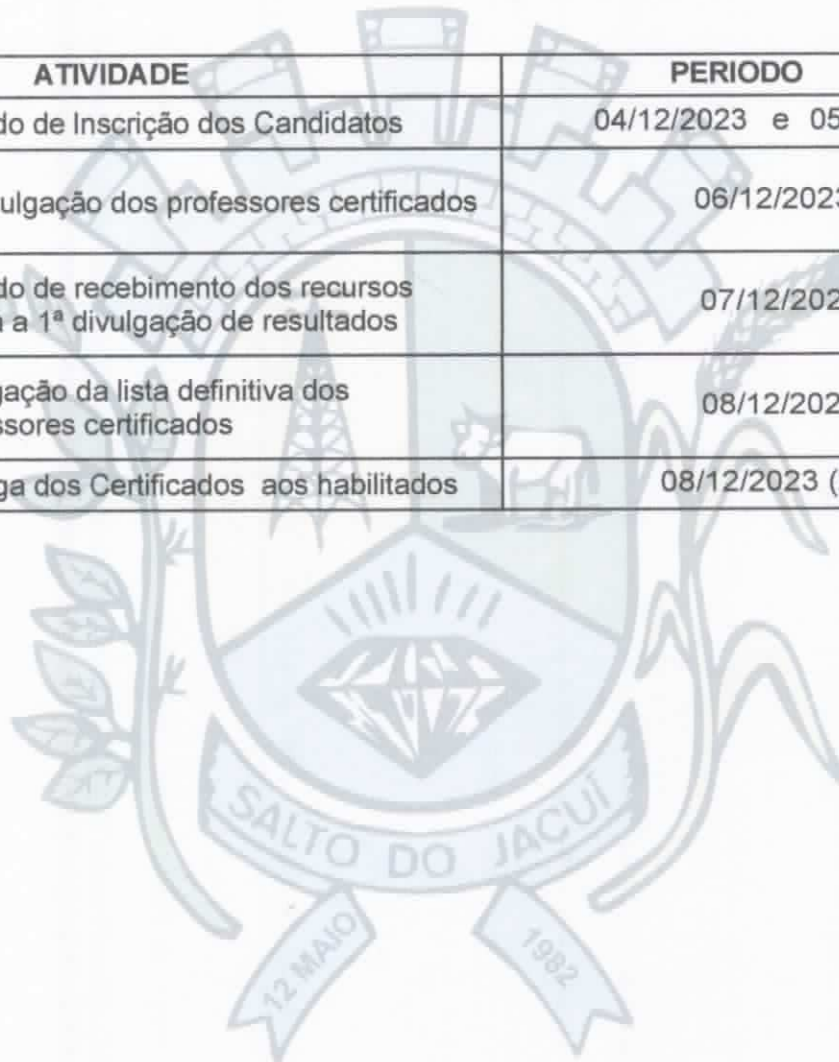 ATIVIDADE PERIODO
do de Inscrição dos Candidatos 04/12/2023 e 05
ulgação dos professores certificados 06/12/2023
do de recebimento dos recursos
a a 1ª divulgação de resultados 07/12/202
gação da lista definitiva dos
ssores certificados 08/12/202
ga dos Certificados aos habilitados 08/12/2023 (
SALTO DO JACUÍ
12 MAIO 1982